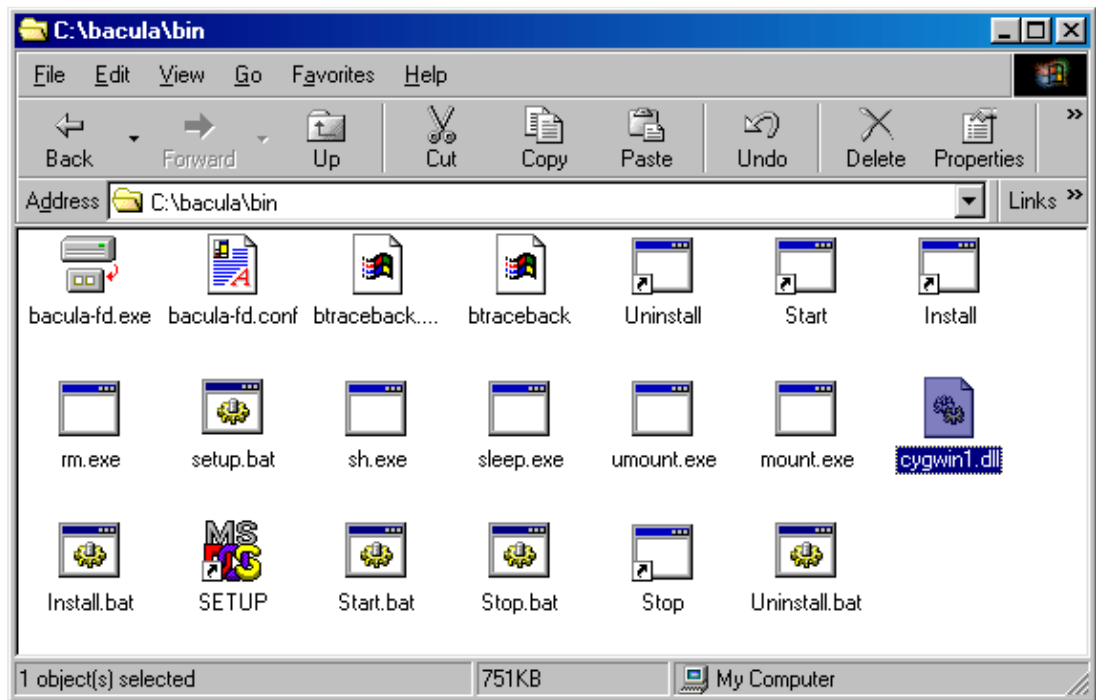 C:\bacula\bin
File Edit View Go Favorites Help
Back Forward Up Cut Copy Paste Undo Delete Properties »
Address C:\bacula\bin Links »
bacula-fd.exe bacula-fd.conf btraceback.... btraceback Uninstall Start Install
rm.exe setup.bat sh.exe sleep.exe umount.exe mount.exe cygwin1.dll
MS
Install.bat SETUP Start.bat Stop.bat Stop Uninstall.bat
1 object(s) selected 751KB My Computer